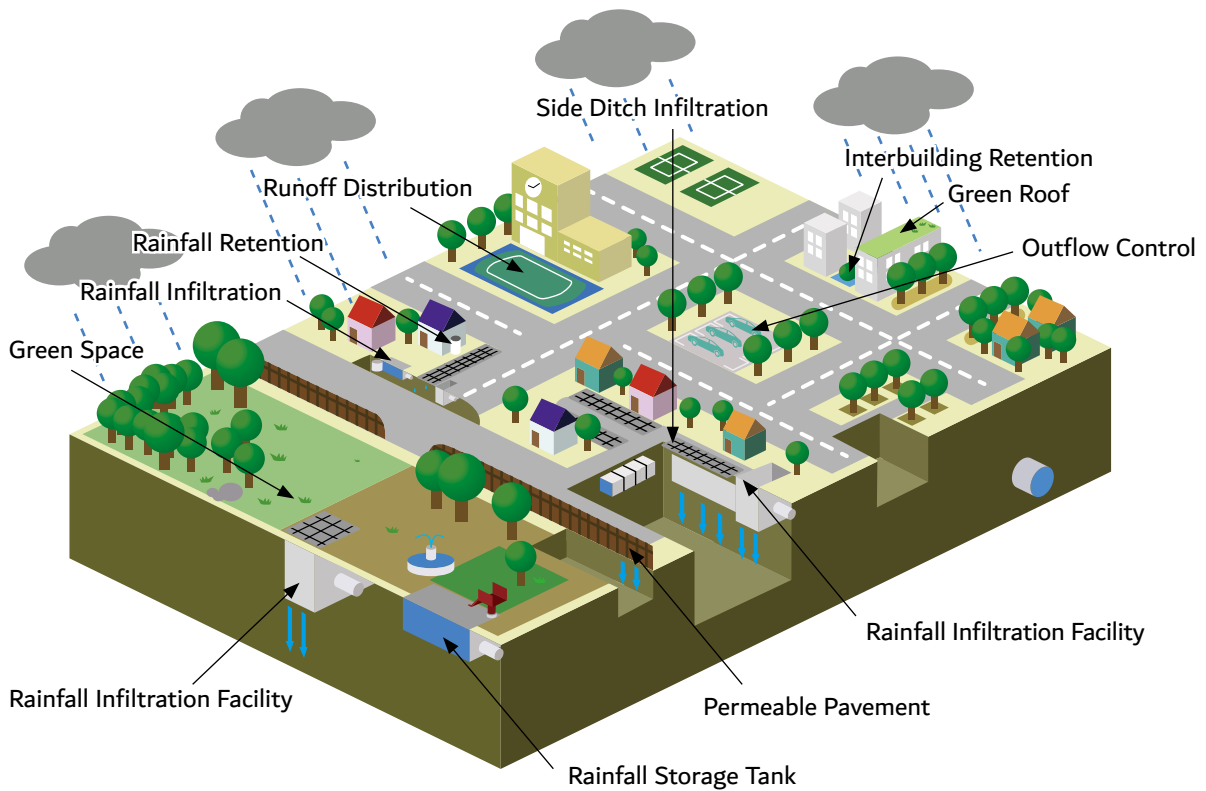 Side Ditch Infiltration
Interbuilding Retention
Runoff Distribution
Green Roof
Rainfall Retention
Outflow Control
Rainfall Infiltration
Green Space
Rainfall Infiltration Facility
Rainfall Infiltration Facility
Permeable Pavement
Rainfall Storage Tank